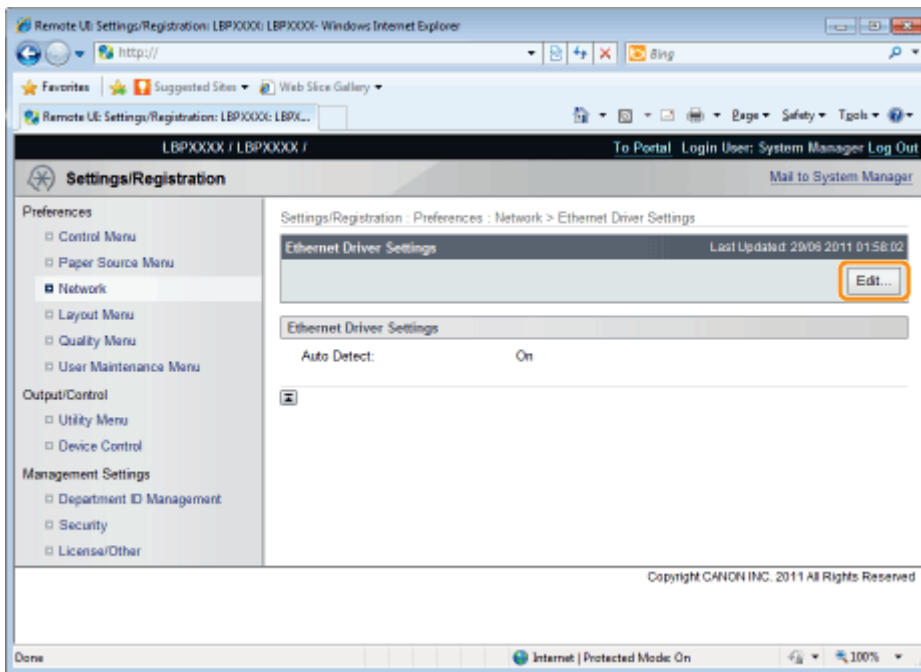 Remote UI: Settings/Registration: LBPXXXX: LBPXXXX- Windows Internet Explorer
http://
Bing
Favorites Suggested Sites Web Slice Gallery
Remote UI: Settings/Registration: LBPXXXX: LBPX...
Page Safety Tools
LBPXXXX / LBPXXXX /
To Portal Login User: System Manager Log Out
Settings/Registration
Mail to System Manager
Preferences
Control Menu
Paper Source Menu
Network
Layout Menu
Quality Menu
User Maintenance Menu
Output/Control
Utility Menu
Device Control
Management Settings
Department ID Management
Security
License/Other
Settings/Registration : Preferences : Network > Ethernet Driver Settings
Ethernet Driver Settings
Last Updated: 29/06 2011 01:58:02
Edit...
Ethernet Driver Settings
Auto Detect: On
Copyright CANON INC. 2011 All Rights Reserved
Done
Internet | Protected Mode: On
100%